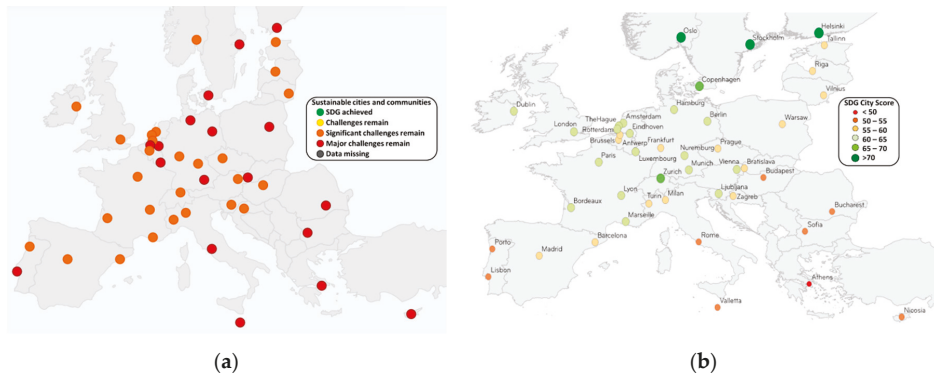 Sustainable cities and communities
SDG achieved
Challenges remain
Significant challenges remain
Major challenges remain
Data missing
(a)
Helsinki
Oslo
Stockholm
Tallinn
Riga
Copenhagen
Vilnius
Dublin
Hamburg
Berlin
London
TheHague
Amsterdam
Rotterdam
Eindhoven
Warsaw
Brussels
Antwerp
Frankfurt
Prague
Luxembourg
Nuremburg
Paris
Munich
Vienna
Bratislava
Budapest
Zurich
Lyon
Ljubljana
Zagreb
Turin
Milan
Bordeaux
Marseille
Bucharest
Sofia
Barcelona
Rome
Porto
Madrid
Lisbon
Athens
Valletta
Nicosia
SDG City Score
< 50
50 – 55
55 – 60
60 – 65
65 – 70
>70
(b)